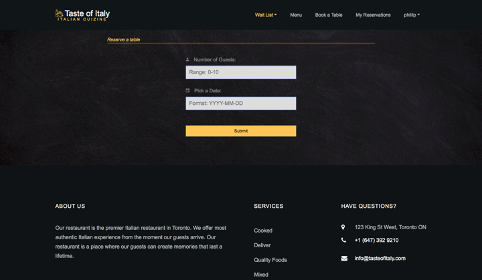 Taste of Italy
ITALIAN CUIZINE
Wait List
Menu
Book a Table
My Reservations
phillip
Reserve a table
Number of Guests:
Range: 0-10
Pick a Date:
Format: YYYY-MM-DD
Submit
ABOUT US
Our restaurant is the premier Italian restaurant in Toronto. We offer most
authentic Italian experience from the moment our guests arrive. Our
restaurant is a place where our guests can create memories that last a
lifetime.
SERVICES
Cooked
Deliver
Quality Foods
Mixed
HAVE QUESTIONS?
123 King St West, Toronto ON
+1 (647) 392 9210
info@tasteofitaly.com